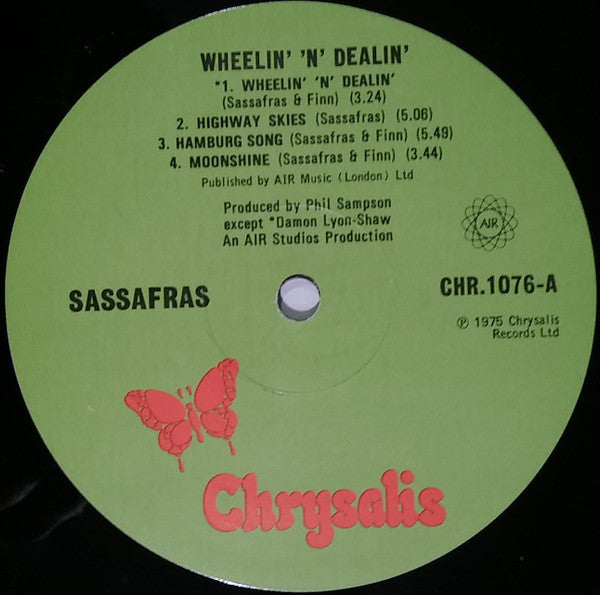 WHEELIN' 'N' DEALIN'
*1. WHEELIN' 'N' DEALIN'
(Sassafras & Finn) (3.24)
2. HIGHWAY SKIES (Sassafras) (5.06)
3. HAMBURG SONG (Sassafras & Finn) (5.49)
4. MOONSHINE (Sassafras & Finn) (3.44)
Published by AIR Music (London) Ltd
Produced by Phil Sampson
except *Damon Lyon-Shaw
An AIR Studios Production
AIR
SASSAFRAS
CHR.1076-A
℗ 1975 Chrysalis
Records Ltd
Chrysalis